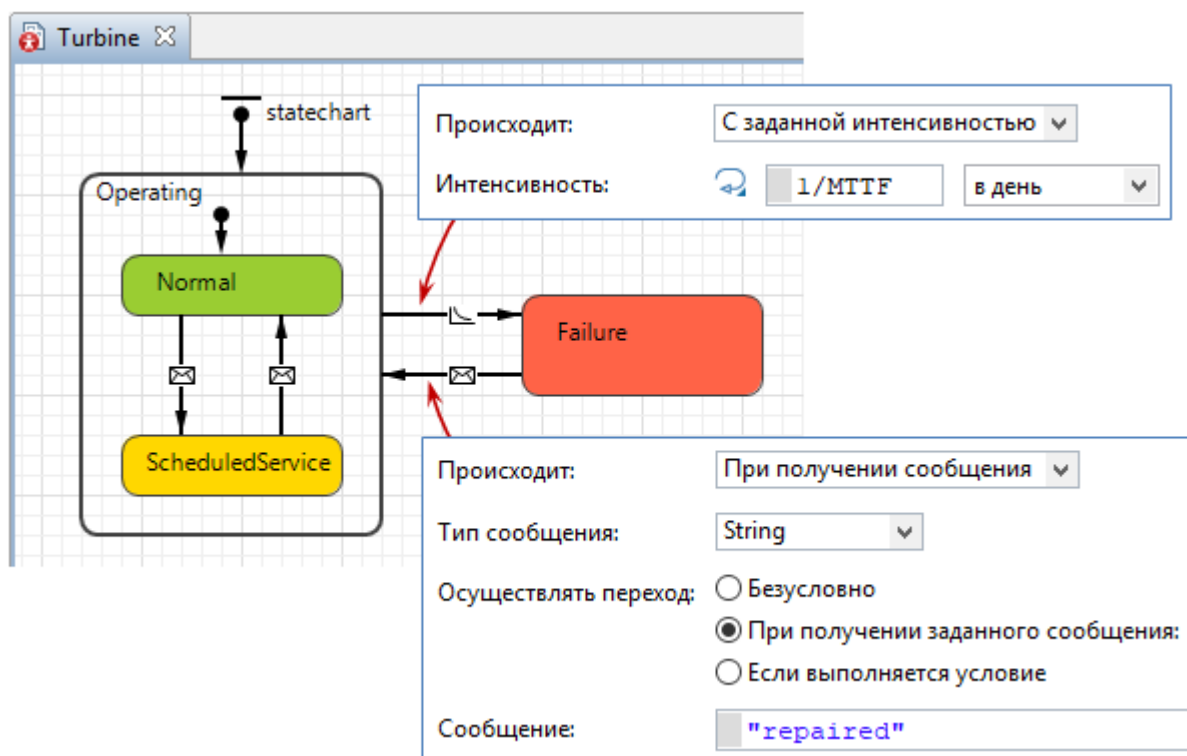 Turbine
statechart
Происходит: С заданной интенсивностью
Интенсивность: 1/MTTF в день
Operating
Normal
Failure
ScheduledService
Происходит: При получении сообщения
Тип сообщения: String
Осуществлять переход: Безусловно
При получении заданного сообщения:
Если выполняется условие
Сообщение: "repaired"